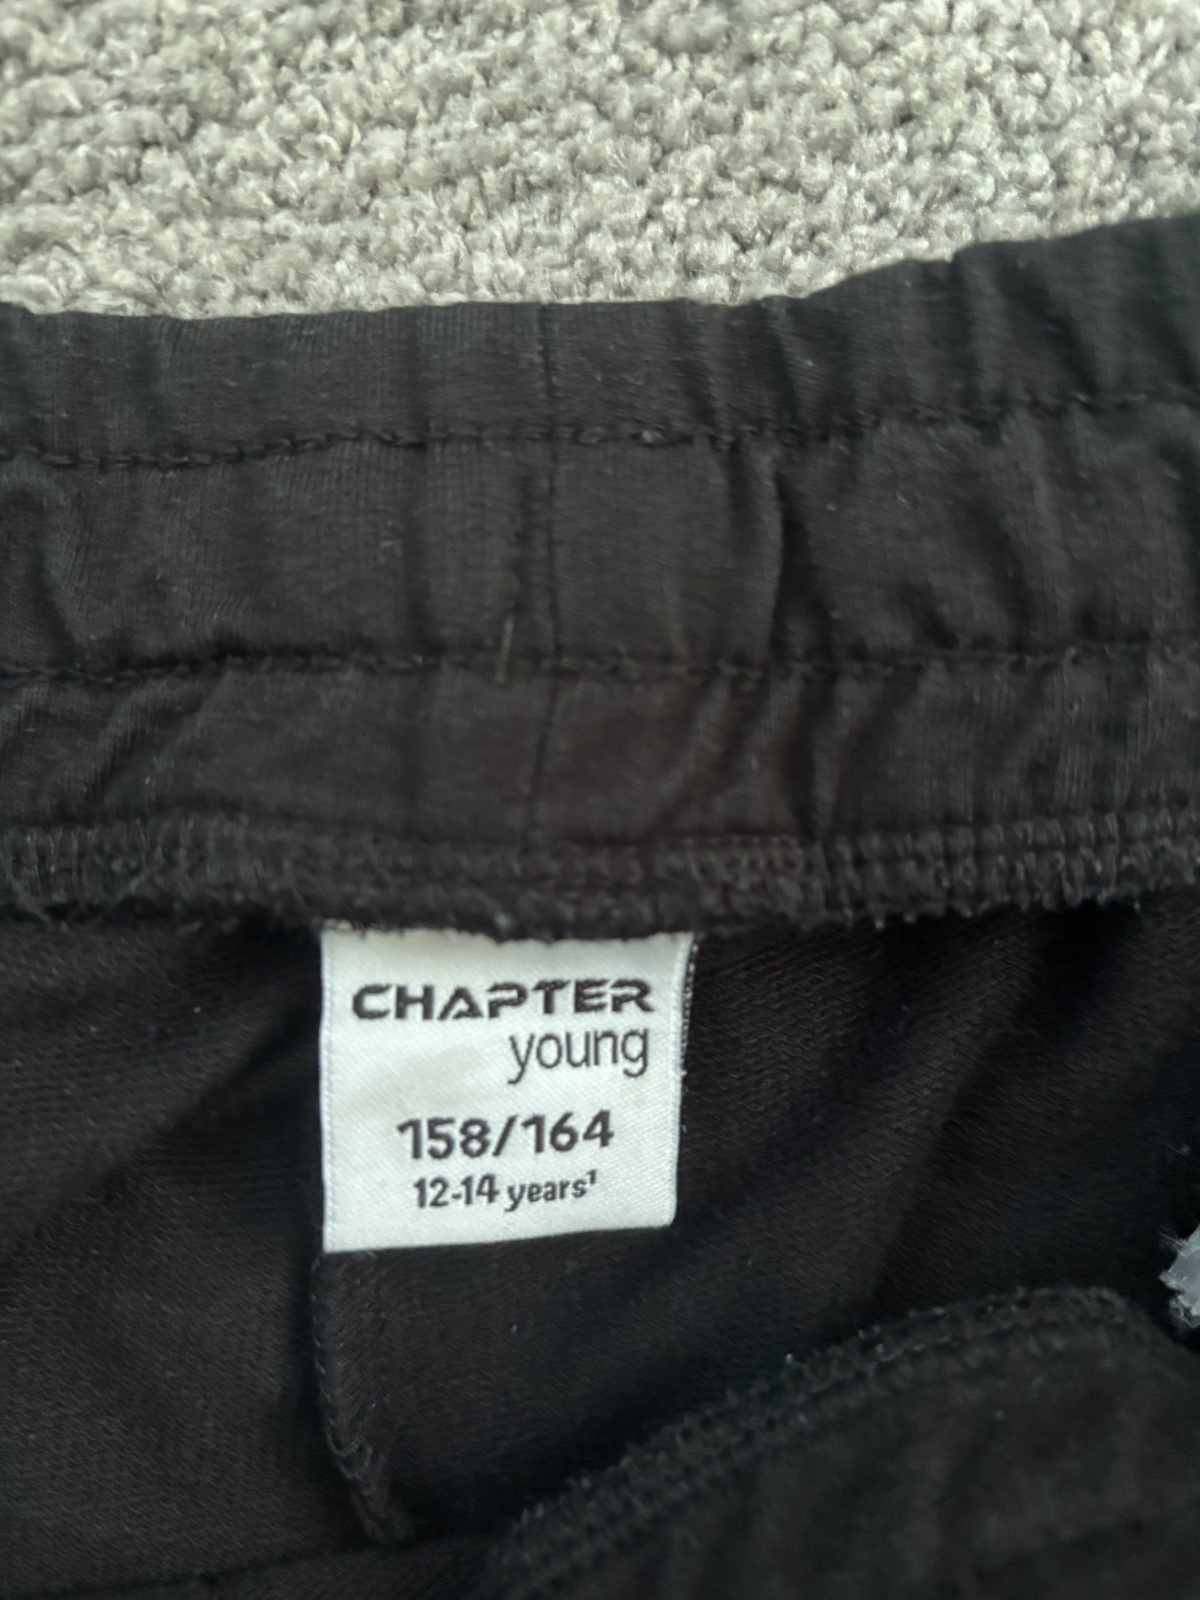 CHAPTER
young
158/164
12-14 years¹